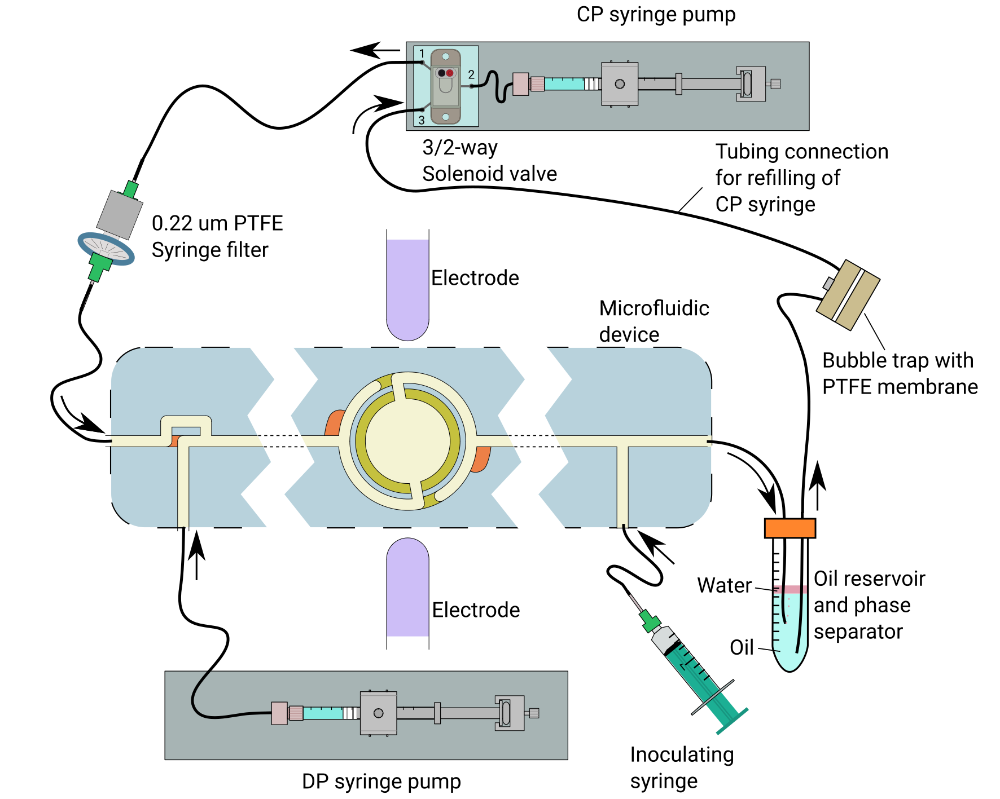 CP syringe pump
1
2
3
3/2-way
Solenoid valve
Tubing connection
for refilling of
CP syringe
0.22 um PTFE
Syringe filter
Electrode
Microfluidic
device
Bubble trap with
PTFE membrane
Water
Oil reservoir
and phase
separator
Oil
Electrode
Inoculating
syringe
DP syringe pump